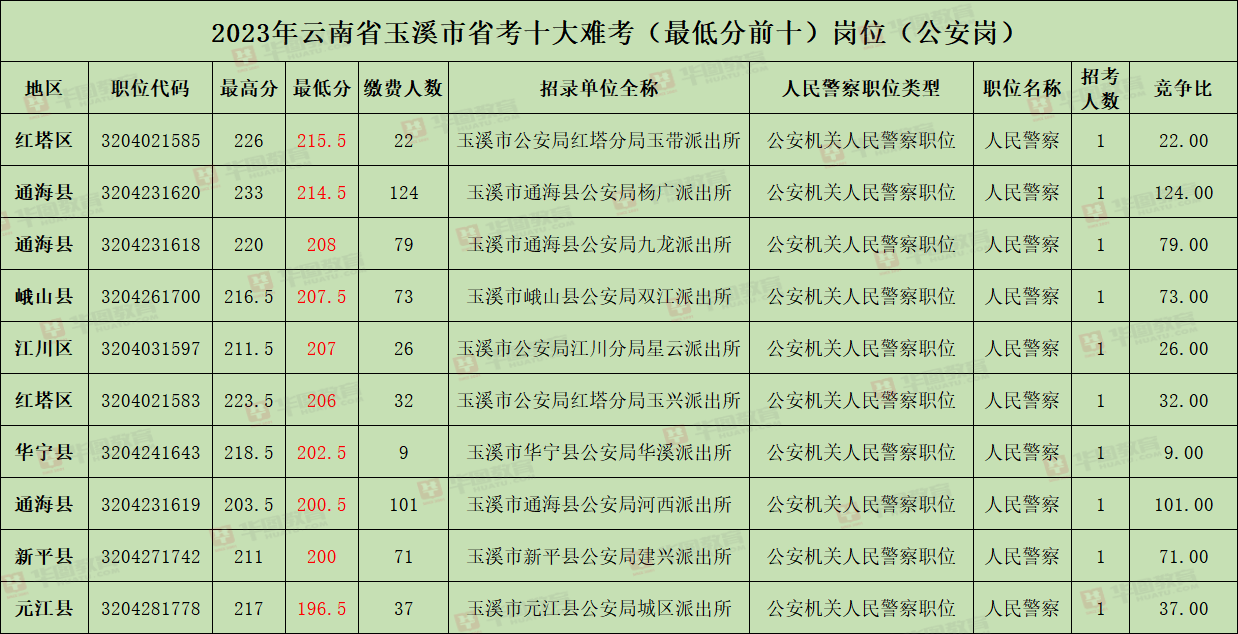 2023年云南省玉溪市省考十大难考（最低分前十）岗位（公安岗）
地区 职位代码 最高分 最低分 缴费人数 招录单位全称 人民警察职位类型 职位名称 招考人数 竞争比
红塔区 3204021585 226 215.5 22 玉溪市公安局红塔分局玉带派出所 公安机关人民警察职位 人民警察 1 22.00
通海县 3204231620 233 214.5 124 玉溪市通海县公安局杨广派出所 公安机关人民警察职位 人民警察 1 124.00
通海县 3204231618 220 208 79 玉溪市通海县公安局九龙派出所 公安机关人民警察职位 人民警察 1 79.00
峨山县 3204261700 216.5 207.5 73 玉溪市峨山县公安局双江派出所 公安机关人民警察职位 人民警察 1 73.00
江川区 3204031597 211.5 207 26 玉溪市公安局江川分局星云派出所 公安机关人民警察职位 人民警察 1 26.00
红塔区 3204021583 223.5 206 32 玉溪市公安局红塔分局玉兴派出所 公安机关人民警察职位 人民警察 1 32.00
华宁县 3204241643 218.5 202.5 9 玉溪市华宁县公安局华溪派出所 公安机关人民警察职位 人民警察 1 9.00
通海县 3204231619 203.5 200.5 101 玉溪市通海县公安局河西派出所 公安机关人民警察职位 人民警察 1 101.00
新平县 3204271742 211 200 71 玉溪市新平县公安局建兴派出所 公安机关人民警察职位 人民警察 1 71.00
元江县 3204281778 217 196.5 37 玉溪市元江县公安局城区派出所 公安机关人民警察职位 人民警察 1 37.00
华图教育